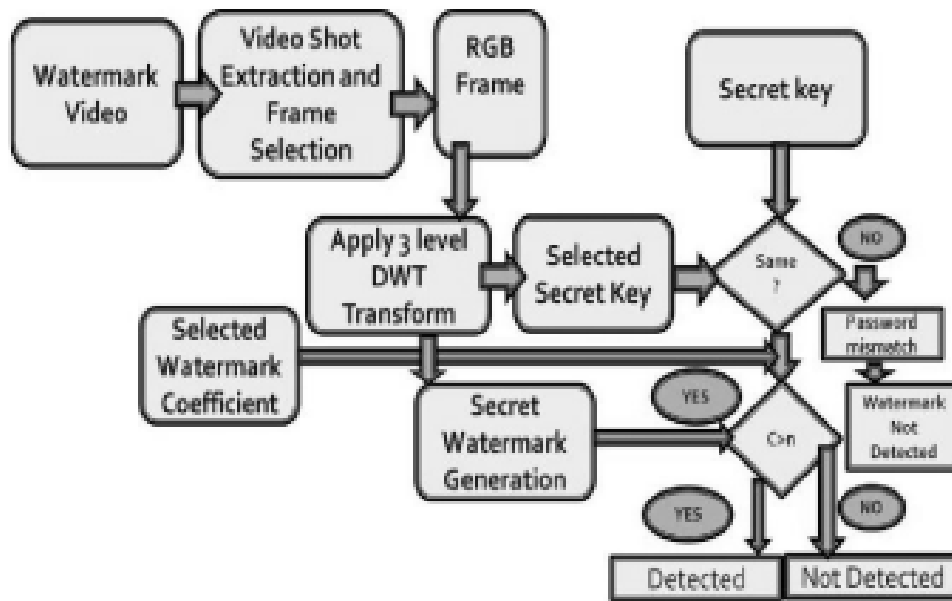 Watermark
Video
Video Shot
Extraction and
Frame
Selection
RGB
Frame
Secret key
Apply 3 level
DWT
Transform
Selected
Secret Key
Same
?
NO
Password
mismatch
Watermark
Not
Detected
Selected
Watermark
Coefficient
Secret
Watermark
Generation
YES
C>n
YES
NO
Detected
Not Detected